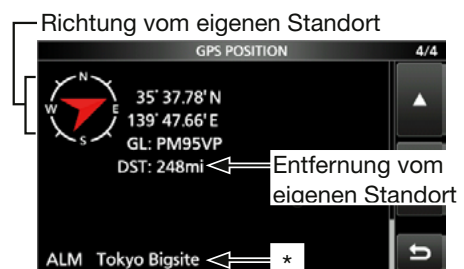 Richtung vom eigenen Standort
GPS POSITION 4/4
N
W E
S
35°37.78'N
139°47.66'E
GL: PM95VP
DST: 248mi
Entfernung vom
eigenen Standort
ALM Tokyo Bigsite *